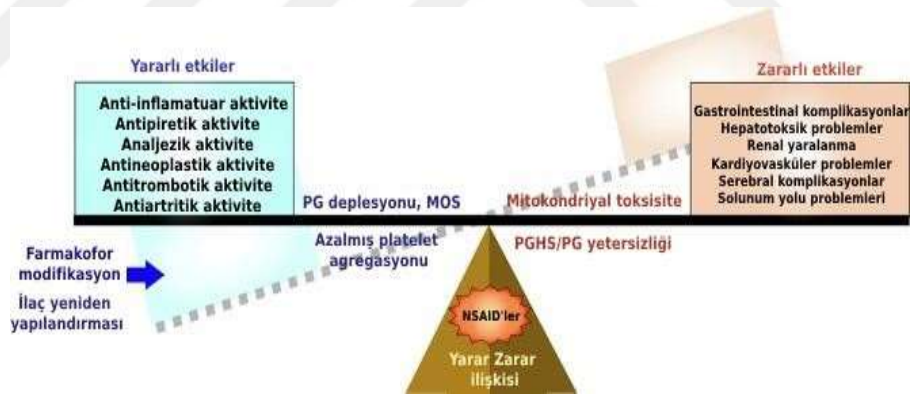 Yararlı etkiler
Anti-inflamatuar aktivite
Antipiretik aktivite
Analjezik aktivite
Antineoplastik aktivite
Antitrombotik aktivite
Antiartritik aktivite
Zararlı etkiler
Gastrointestinal komplikasyonlar
Hepatotoksik problemler
Renal yaralanma
Kardiyovasküler problemler
Serebral komplikasyonlar
Solunum yolu problemleri
PG deplesyonu, MOS
Mitokondriyal toksisite
Azalmış platelet
agregasyonu
PGHS/PG yetersizliği
Farmakofor
modifikasyon
İlaç yeniden
yapılandırması
NSAID'ler
Yarar Zarar
ilişkisi